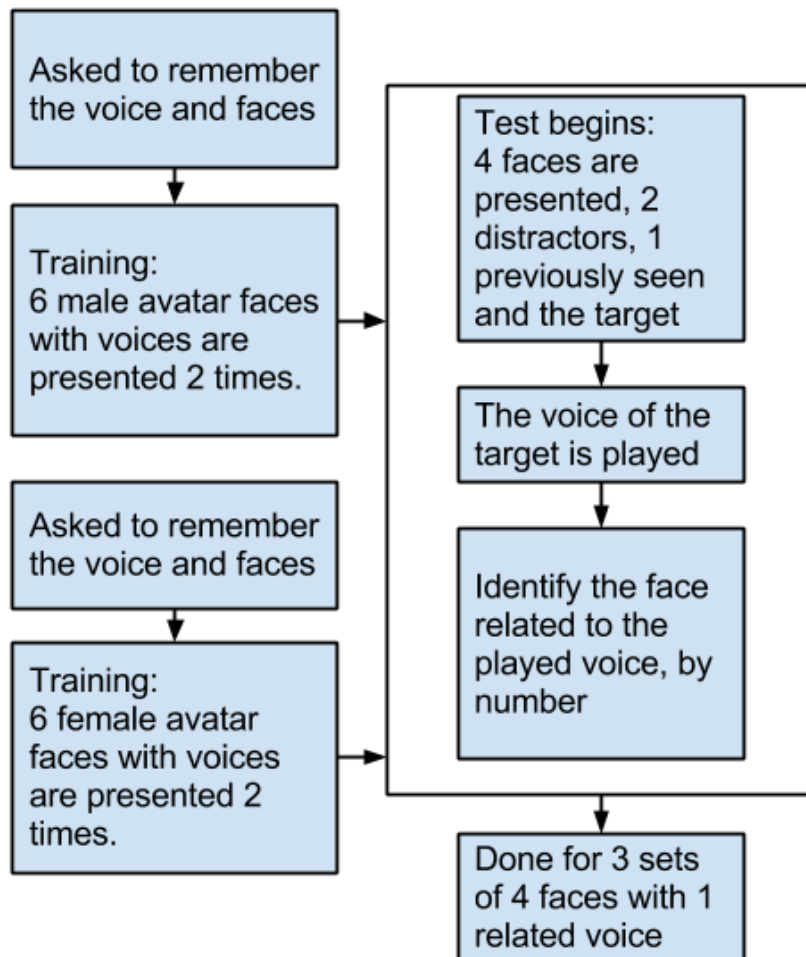 Asked to remember
the voice and faces
Training:
6 male avatar faces
with voices are
presented 2 times.
Asked to remember
the voice and faces
Training:
6 female avatar
faces with voices
are presented 2
times.
Test begins:
4 faces are
presented, 2
distractors, 1
previously seen
and the target
The voice of the
target is played
Identify the face
related to the
played voice, by
number
Done for 3 sets
of 4 faces with 1
related voice